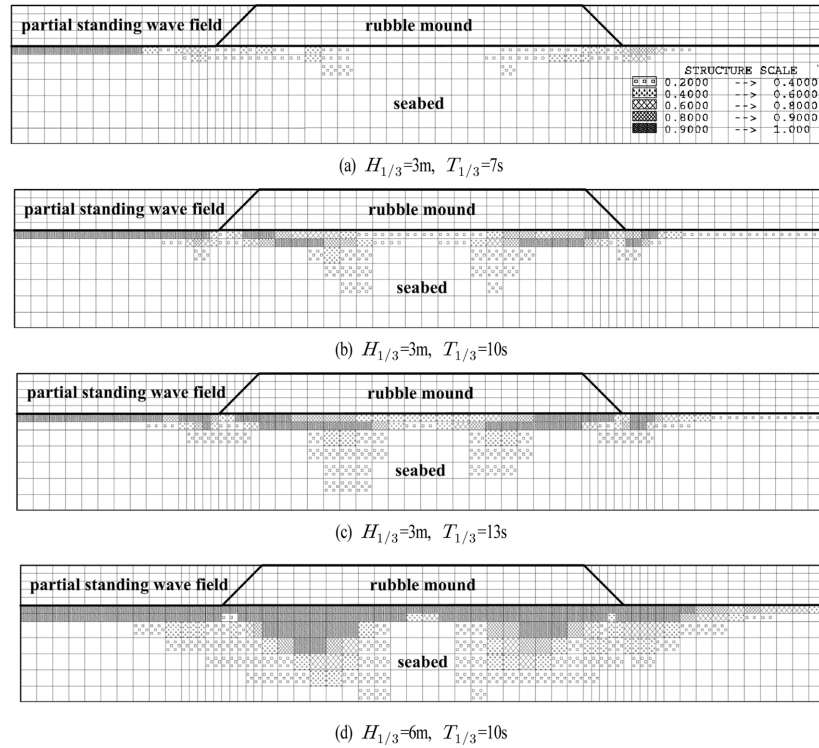 partial standing wave field rubble mound
seabed
STRUCTURE SCALE
0.2000 --> 0.4000
0.4000 --> 0.6000
0.6000 --> 0.8000
0.8000 --> 0.9000
0.9000 --> 1.000
(a) H1/3=3m, T1/3=7s
partial standing wave field rubble mound
seabed
(b) H1/3=3m, T1/3=10s
partial standing wave field rubble mound
seabed
(c) H1/3=3m, T1/3=13s
partial standing wave field rubble mound
seabed
(d) H1/3=6m, T1/3=10s